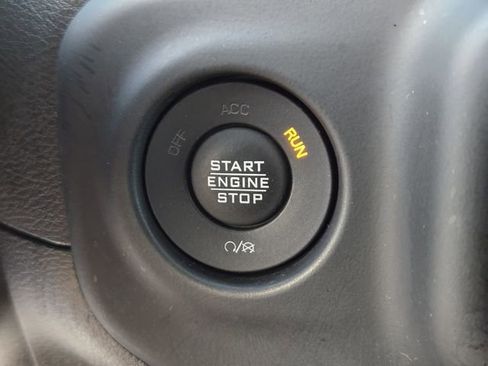 ACC
OFF
RUN
START
ENGINE
STOP